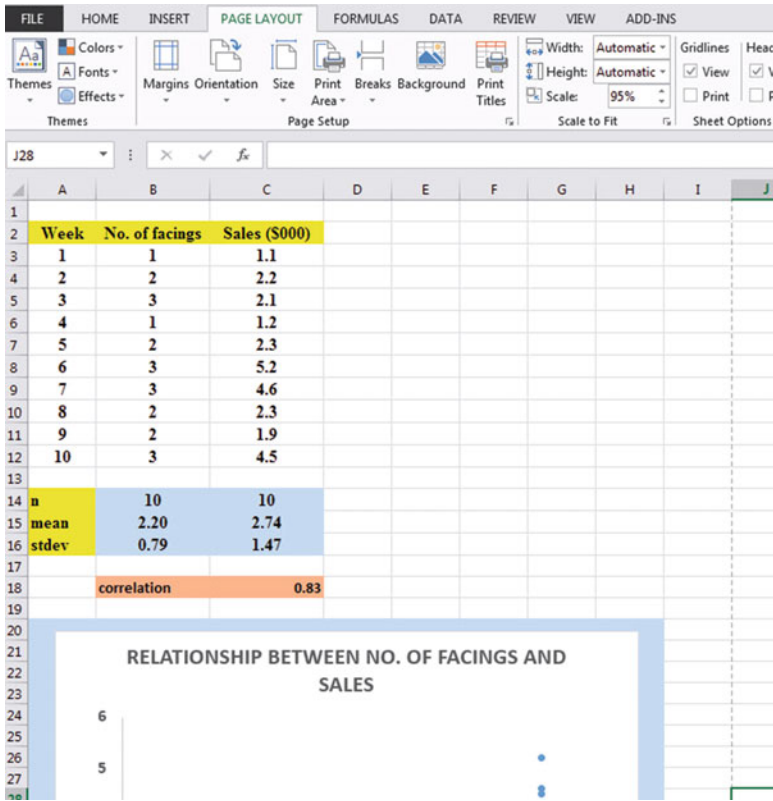 FILE HOME INSERT PAGE LAYOUT FORMULAS DATA REVIEW VIEW ADD-INS
Aa Colors Width: Automatic Gridlines
A Fonts Height: Automatic View
Themes Effects Margins Orientation Size Print Area Breaks Background Print Titles Scale: 95% Print
Themes Page Setup Scale to Fit Sheet Options
J28 fx
A B C D E F G H I J
1
2 Week No. of facings Sales ($000)
3 1 1 1.1
4 2 2 2.2
5 3 3 2.1
6 4 1 1.2
7 5 2 2.3
8 6 3 5.2
9 7 3 4.6
10 8 2 2.3
11 9 2 1.9
12 10 3 4.5
13
14 n 10 10
15 mean 2.20 2.74
16 stdev 0.79 1.47
17
18 correlation 0.83
19
20
21 RELATIONSHIP BETWEEN NO. OF FACINGS AND
22
23 SALES
24 6
25
26
27 5
28